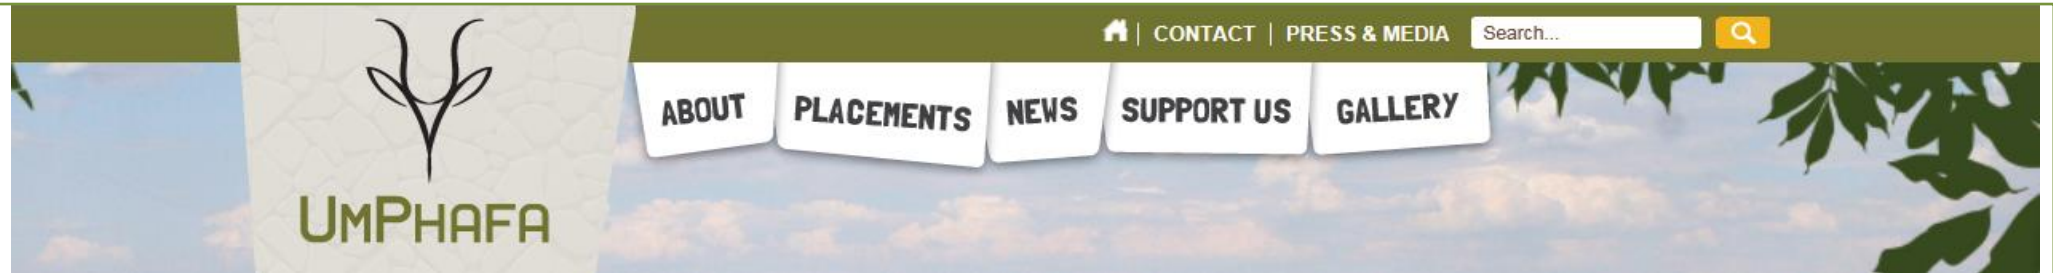 CONTACT | PRESS & MEDIA Search...
ABOUT PLACEMENTS NEWS SUPPORT US GALLERY
UMPHAFA